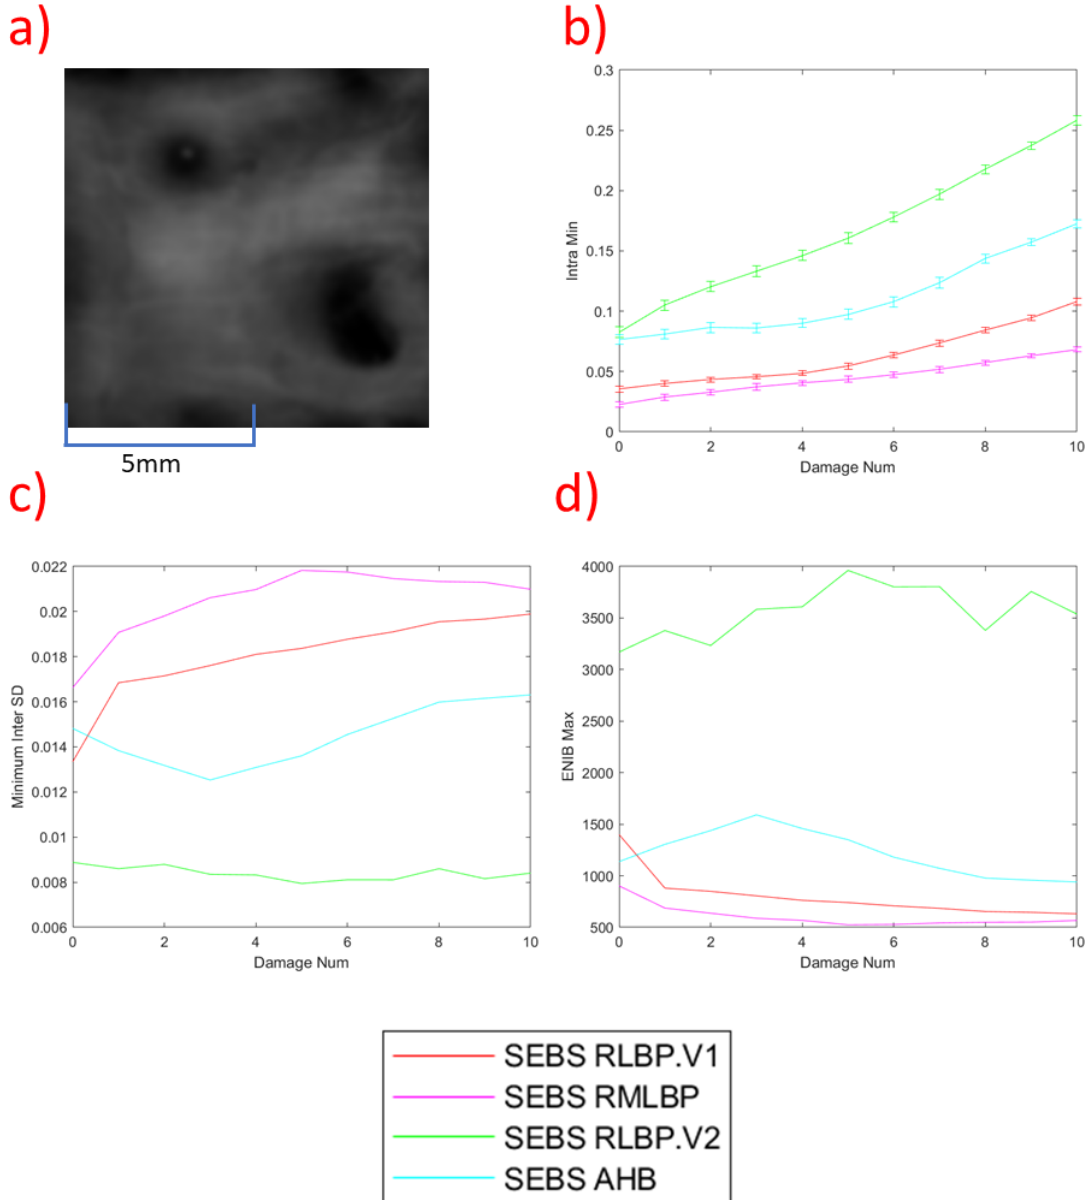 a)
5mm
b)
0.3
0.25
0.2
0.15
0.1
0.05
0
Intra Min
0 2 4 6 8 10
Damage Num
c)
0.022
0.02
0.018
0.016
0.014
0.012
0.01
0.008
0.006
Minimum Inter SD
0 2 4 6 8 10
Damage Num
d)
4000
3500
3000
2500
2000
1500
1000
500
ENIB Max
0 2 4 6 8 10
Damage Num
SEBS RLBP.V1
SEBS RMLBP
SEBS RLBP.V2
SEBS AHB